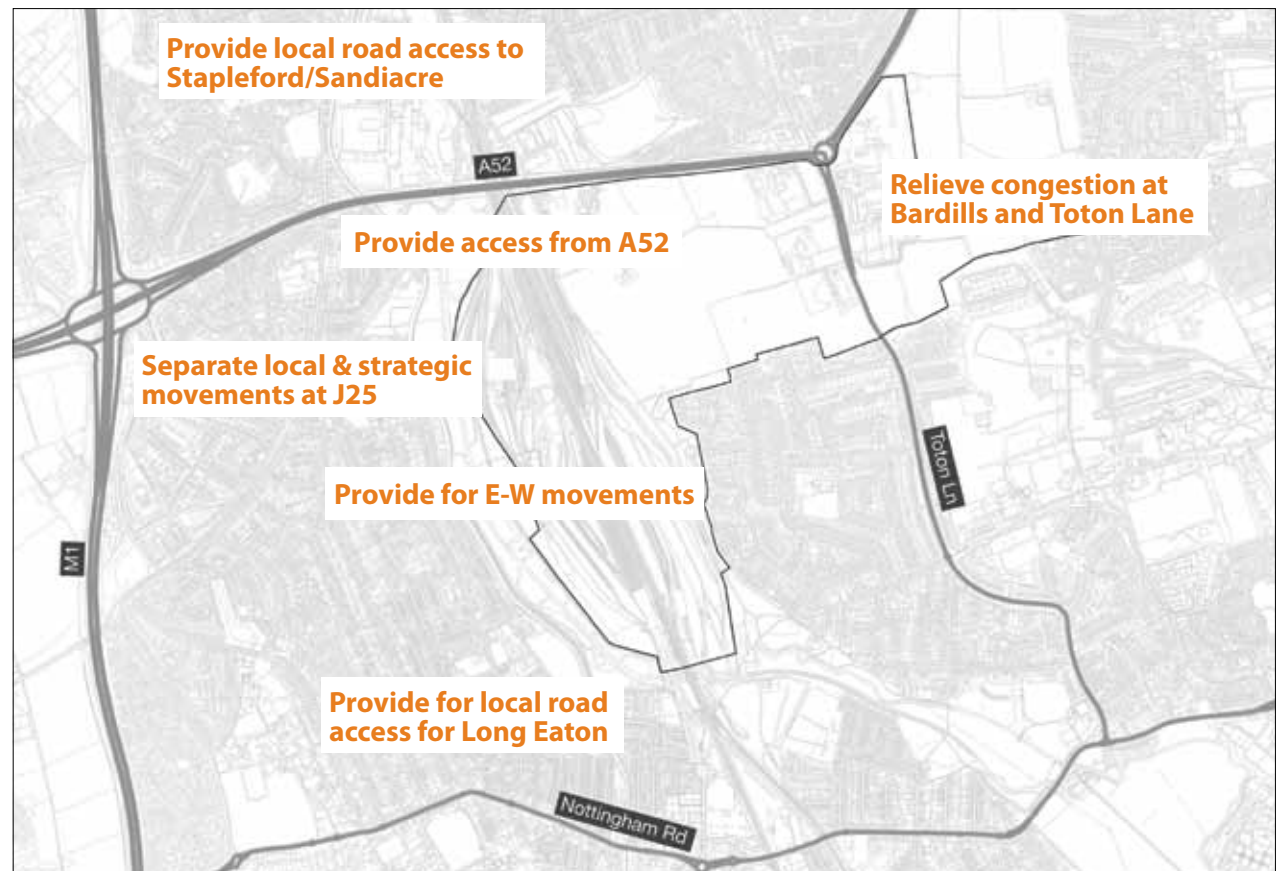 Provide local road access to
Stapleford/Sandiacre
A52
Relieve congestion at
Bardills and Toton Lane
Provide access from A52
Separate local & strategic
movements at J25
Toton Ln
Provide for E-W movements
M1
Provide for local road
access for Long Eaton
Nottingham Rd